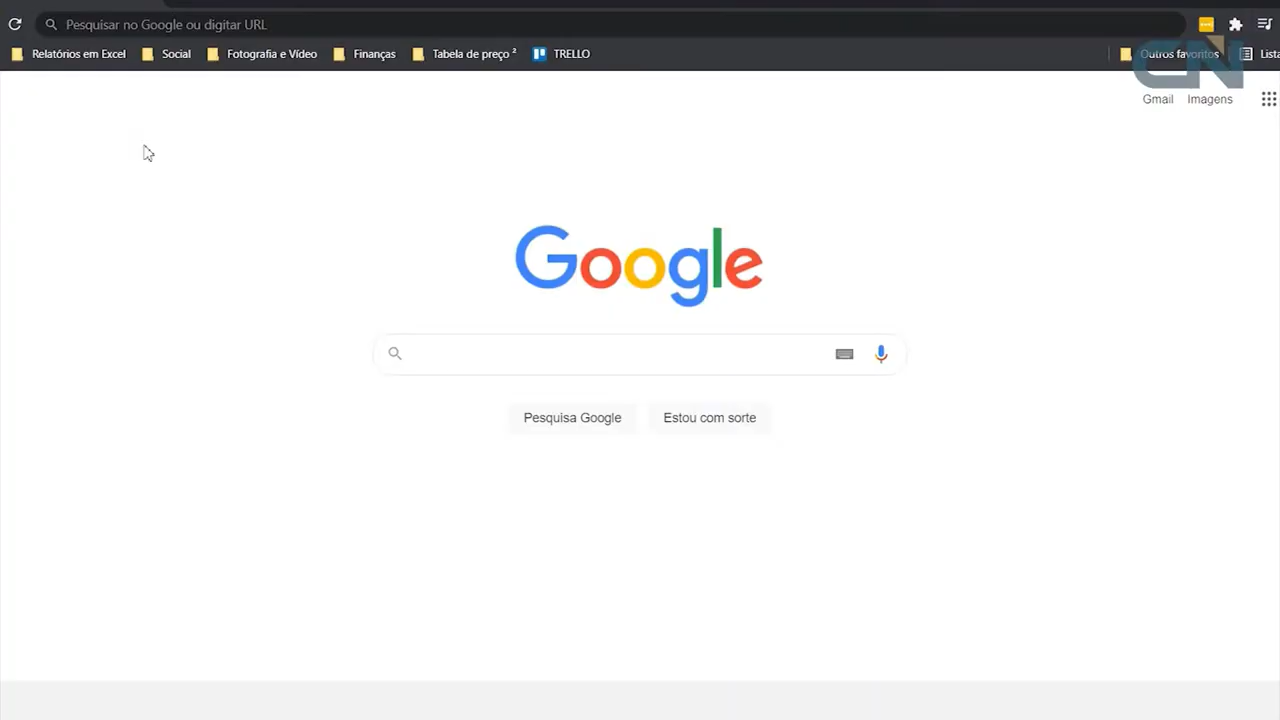 Pesquisar no Google ou digitar URL
Relatórios em Excel Social Fotografia e Vídeo Finanças Tabela de preço ² TRELLO Outros favoritos Lista
CN
Gmail Imagens
Google
Pesquisa Google Estou com sorte